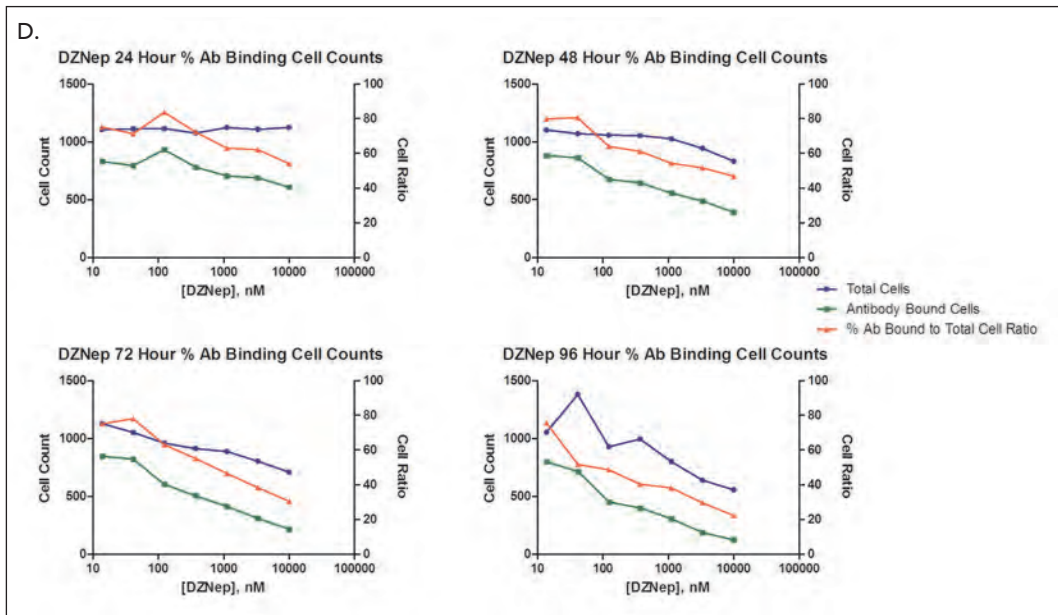 D.
DZNep 24 Hour % Ab Binding Cell Counts
1500
1000
500
0
Cell Count
100
80
60
40
20
0
Cell Ratio
10 100 1000 10000 100000
[DZNep], nM
DZNep 48 Hour % Ab Binding Cell Counts
1500
1000
500
0
Cell Count
100
80
60
40
20
0
Cell Ratio
10 100 1000 10000 100000
[DZNep], nM
Total Cells
Antibody Bound Cells
% Ab Bound to Total Cell Ratio
DZNep 72 Hour % Ab Binding Cell Counts
1500
1000
500
0
Cell Count
100
80
60
40
20
0
Cell Ratio
10 100 1000 10000 100000
[DZNep], nM
DZNep 96 Hour % Ab Binding Cell Counts
1500
1000
500
0
Cell Count
100
80
60
40
20
0
Cell Ratio
10 100 1000 10000 100000
[DZNep], nM